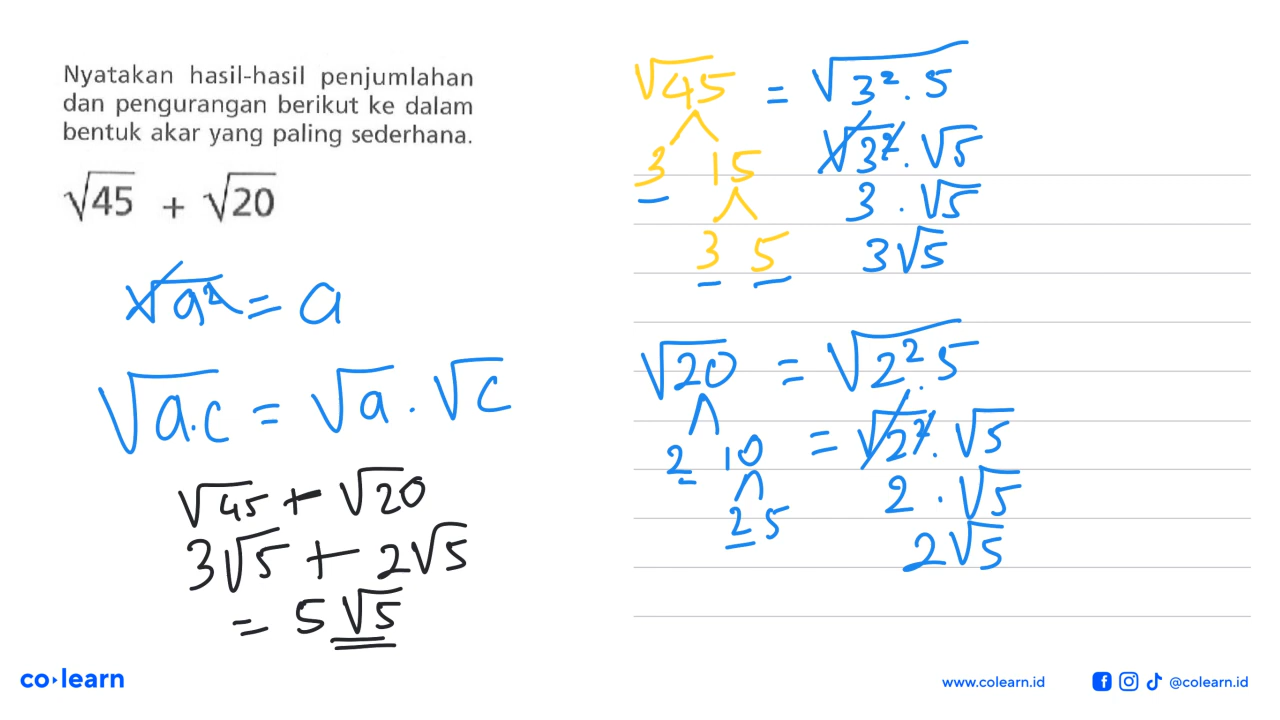 Nyatakan hasil-hasil penjumlahan
dan pengurangan berikut ke dalam
bentuk akar yang paling sederhana.
√45 + √20
√a² = a
√a.c = √a . √c
√45 + √20
3√5 + 2√5
= 5√5
√45 = √3² . 5
3 15 √3² . √5
3 . √5
3 5 3√5
√20 = √2² . 5
2 10 = √2² . √5
2 . √5
2 5
2√5
co·learn
www.colearn.id @colearn.id